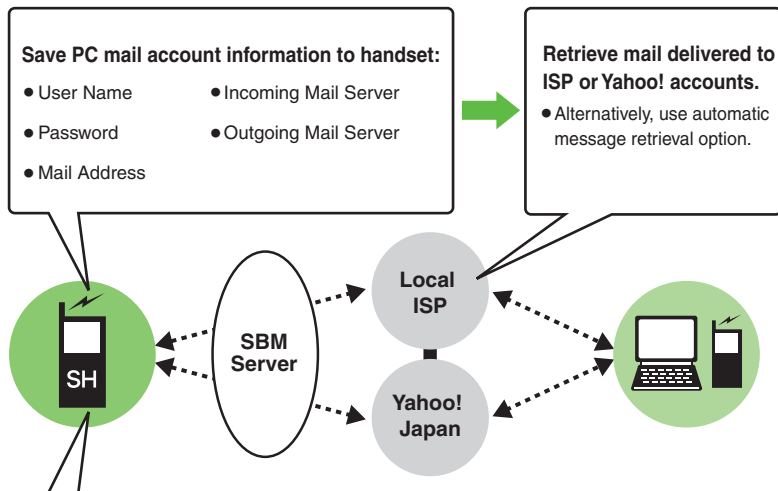 Save PC mail account information to handset:
● User Name
● Incoming Mail Server
● Password
● Outgoing Mail Server
● Mail Address
Retrieve mail delivered to
ISP or Yahoo! accounts.
● Alternatively, use automatic
message retrieval option.
SH
SBM
Server
Local
ISP
Yahoo!
Japan